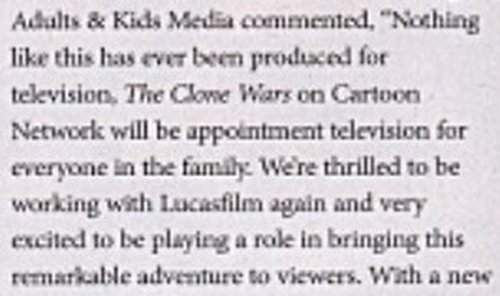 Adults & Kids Media commented, “Nothing
like this has ever been produced for
television, The Clone Wars on Cartoon
Network will be appointment television for
everyone in the family. We're thrilled to be
working with Lucasfilm again and very
excited to be playing a role in bringing this
remarkable adventure to viewers. With a new